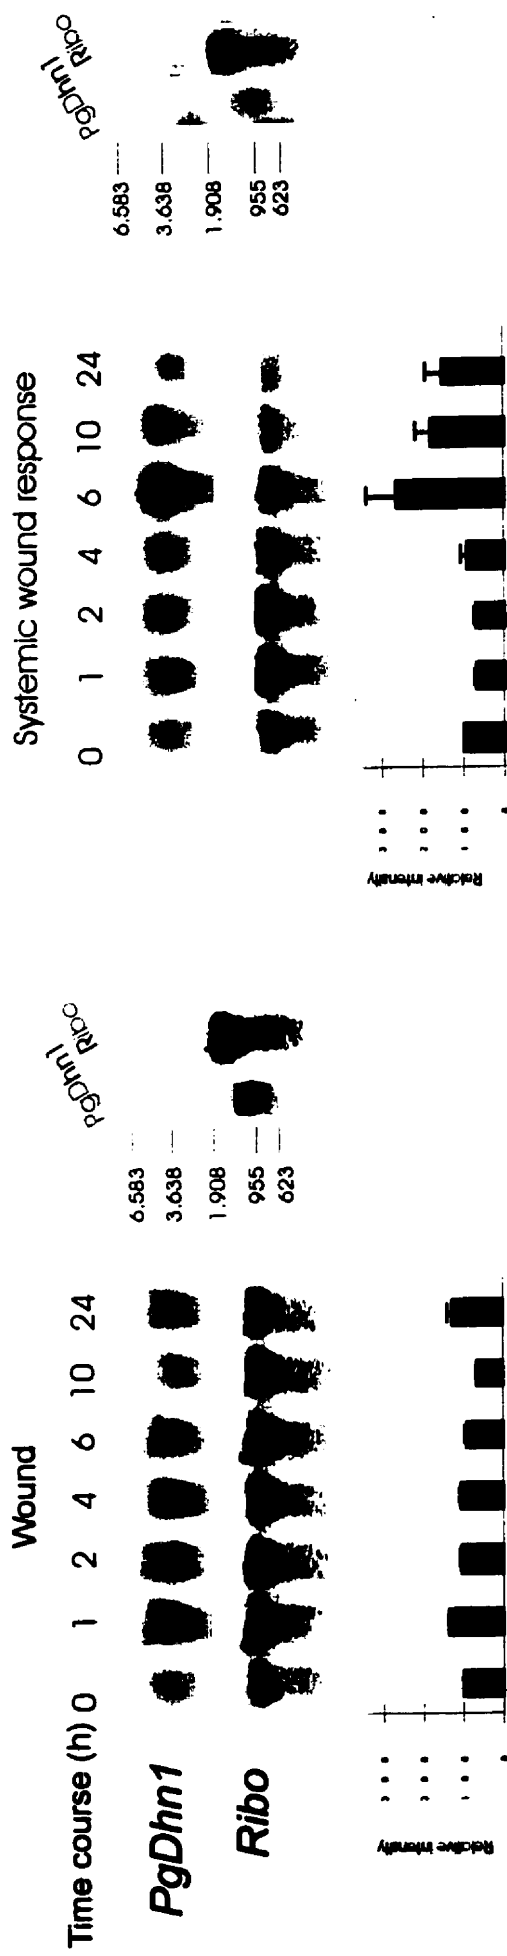 Wound
Time course (h) 0 1 2 4 6 10 24
PgDhn1
Ribo
PgDhn1
Ribo
6.583
3.638
1.908
955
623
Relative intensity
Systemic wound response
0 1 2 4 6 10 24
PgDhn1
Ribo
6.583
3.638
1.908
955
623
Relative intensity